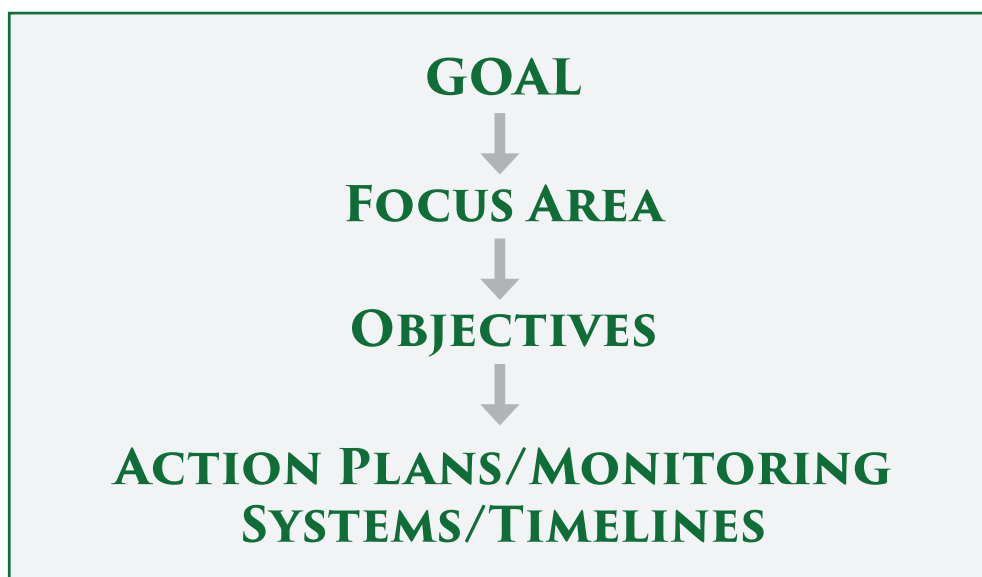 GOAL
FOCUS AREA
OBJECTIVES
ACTION PLANS/MONITORING
SYSTEMS/TIMELINES